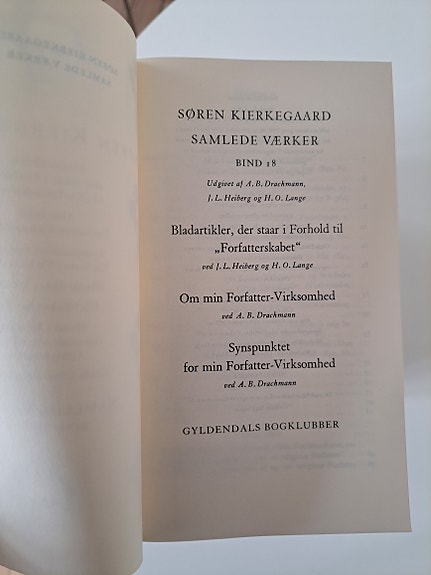 SØREN KIERKEGAARD
SAMLEDE VÆRKER
BIND 18
Udgivet af A. B. Drachmann,
J. L. Heiberg og H. O. Lange
Bladartikler, der staar i Forhold til
„Forfatterskabet“
ved J. L. Heiberg og H. O. Lange
Om min Forfatter-Virksomhed
ved A. B. Drachmann
Synspunktet
for min Forfatter-Virksomhed
ved A. B. Drachmann
GYLDENDALS BOGKLUBBER